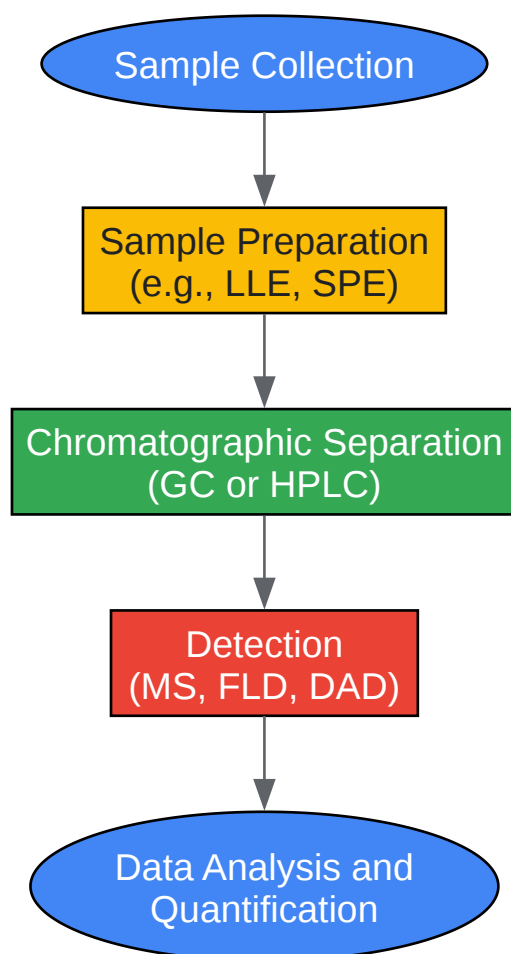 Sample Collection
Sample Preparation
(e.g., LLE, SPE)
Chromatographic Separation
(GC or HPLC)
Detection
(MS, FLD, DAD)
Data Analysis and
Quantification